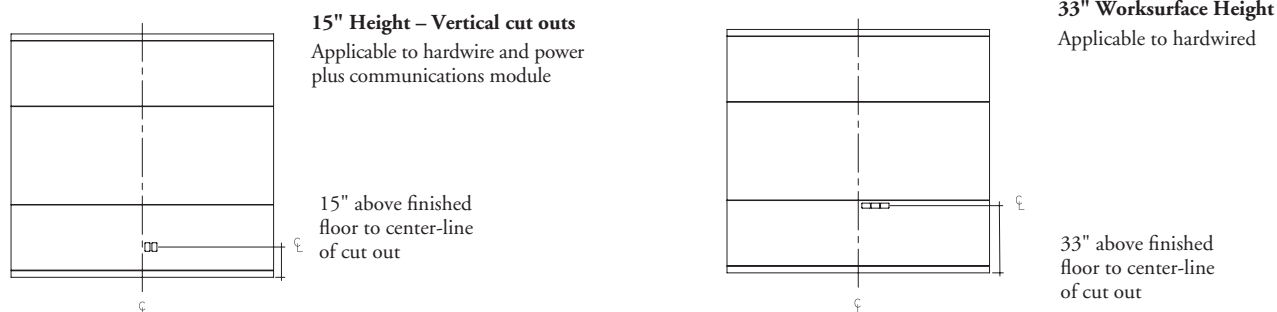 15" Height – Vertical cut outs
Applicable to hardwire and power
plus communications module
15" above finished
floor to center-line
of cut out
℄
℄
33" Worksurface Height
Applicable to hardwired
℄
33" above finished
floor to center-line
of cut out
℄